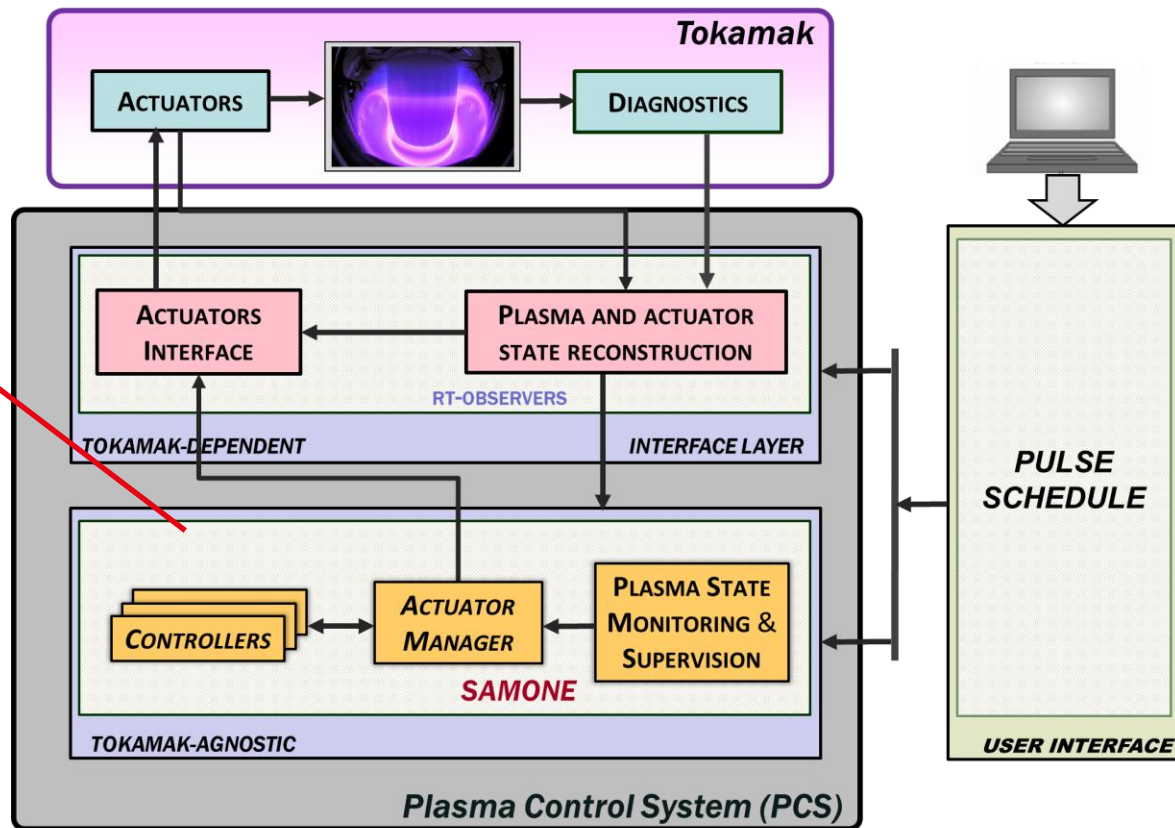 Tokamak
ACTUATORS
DIAGNOSTICS
ACTUATORS
INTERFACE
PLASMA AND ACTUATOR
STATE RECONSTRUCTION
RT-OBSERVERS
TOKAMAK-DEPENDENT
INTERFACE LAYER
CONTROLLERS
ACTUATOR
MANAGER
PLASMA STATE
MONITORING &
SUPERVISION
SAMONE
TOKAMAK-AGNOSTIC
Plasma Control System (PCS)
PULSE
SCHEDULE
USER INTERFACE